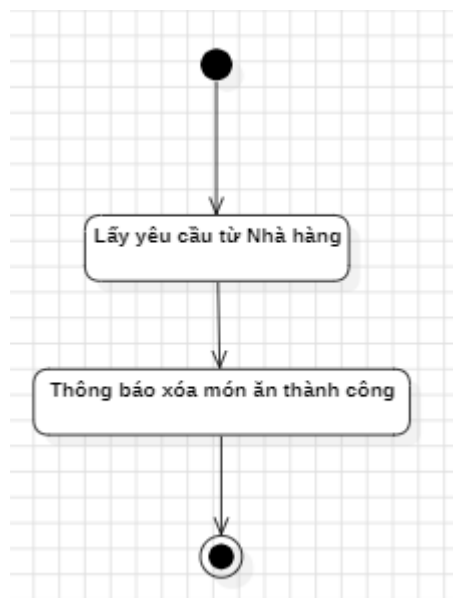 Lấy yêu cầu từ Nhà hàng
Thông báo xóa món ăn thành công